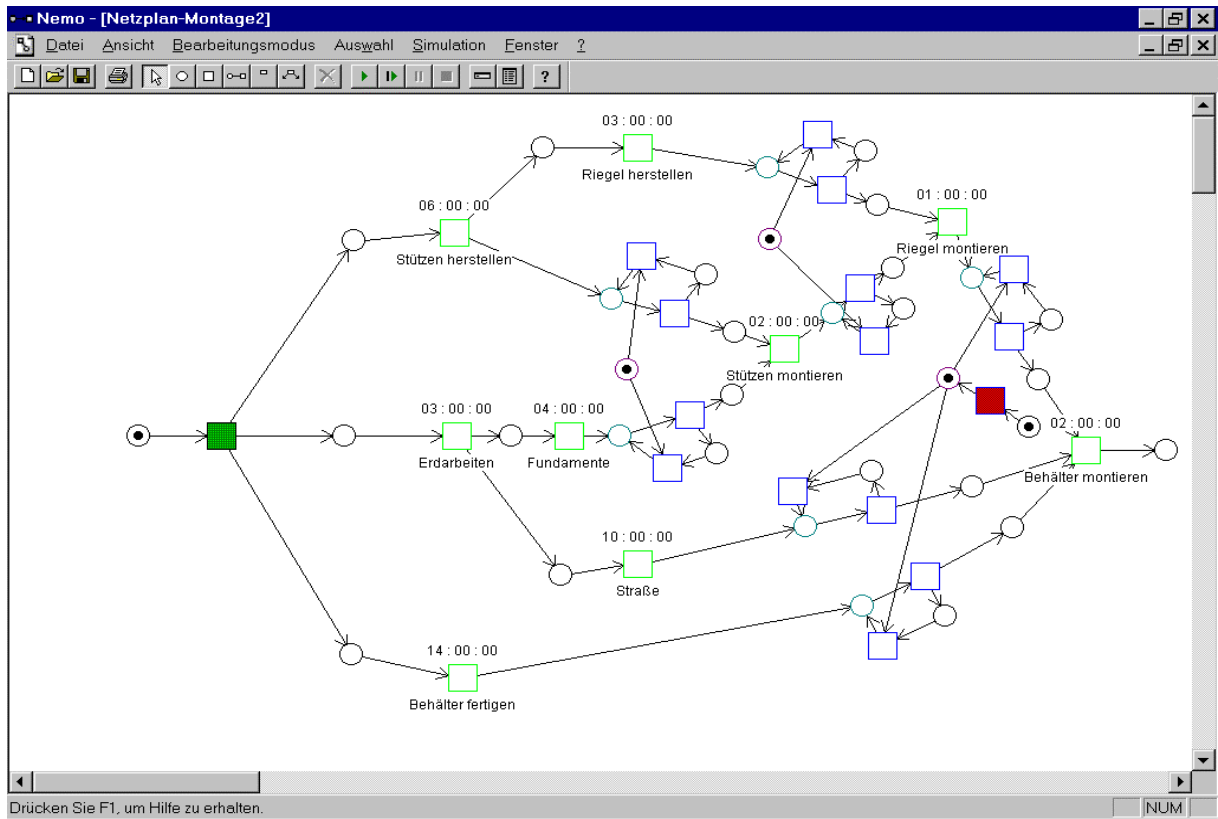 Nemo - [Netzplan-Montage2]
Datei Ansicht Bearbeitungsmodus Auswahl Simulation Fenster ?
?
03 : 00 : 00
Riegel herstellen
06 : 00 : 00
Stützen herstellen
01 : 00 : 00
Riegel montieren
02 : 00 : 00
Stützen montieren
03 : 00 : 00
Erdarbeiten
04 : 00 : 00
Fundamente
02 : 00 : 00
Behälter montieren
10 : 00 : 00
Straße
14 : 00 : 00
Behälter fertigen
Drücken Sie F1, um Hilfe zu erhalten.
NUM